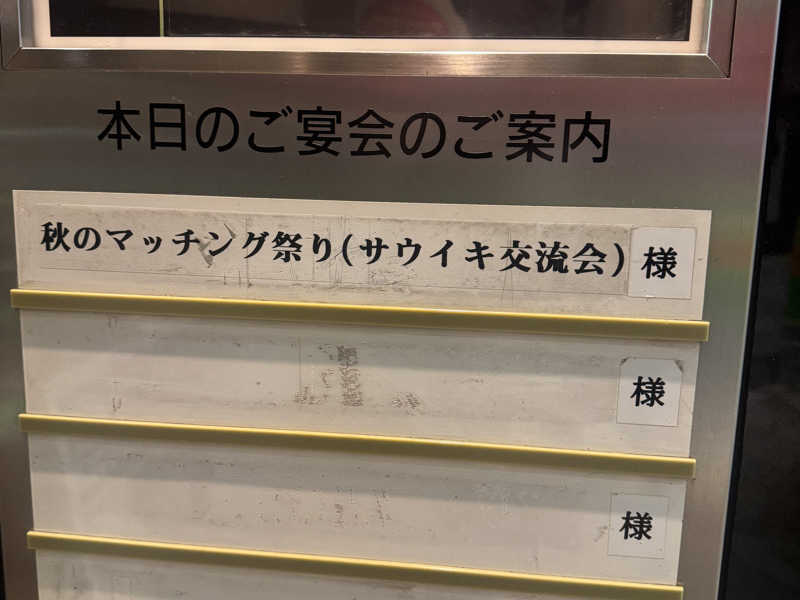 本日のご宴会のご案内
秋のマッチング祭り(サウイキ交流会) 様
様
様